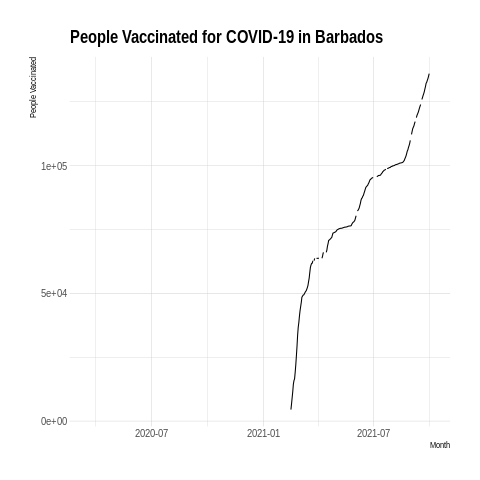 People Vaccinated for COVID-19 in Barbados
People Vaccinated
1e+05
5e+04
0e+00
2020-07 2021-01 2021-07
Month